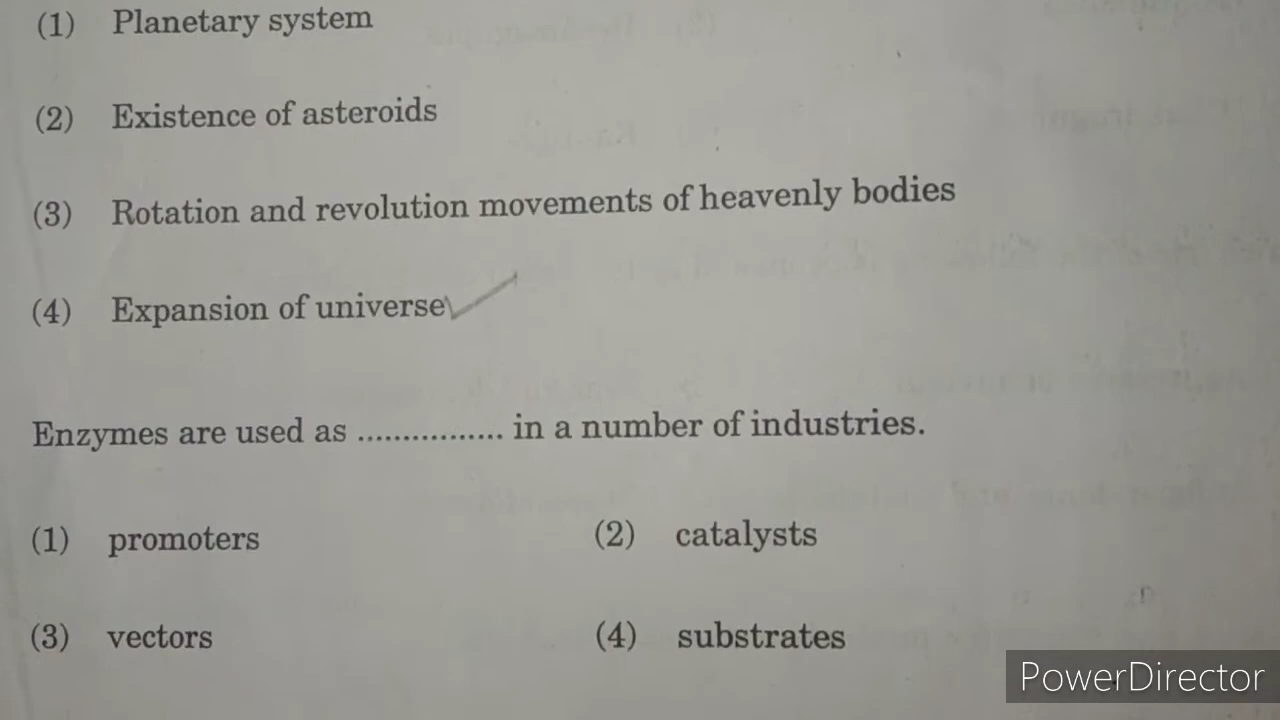 (1) Planetary system
(2) Existence of asteroids
(3) Rotation and revolution movements of heavenly bodies
(4) Expansion of universe
Enzymes are used as ................ in a number of industries.
(1) promoters (2) catalysts
(3) vectors (4) substrates
PowerDirector